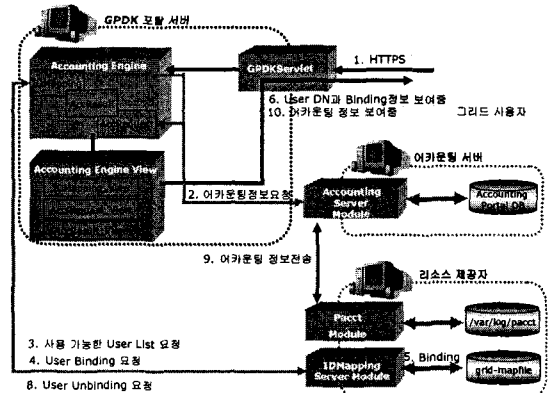 GPDK 포탈 서버
Accounting Engine
GPDKServlet
1. HTTPS
6. User DN과 Binding정보 보여줌
10. 어카운팅 정보 보여줌
그리드 사용자
Accounting Engine View
2. 어카운팅정보요청
어카운팅 서버
Accounting
Server
Module
Accounting
Portal DB
9. 어카운팅 정보전송
리소스 제공자
Pacct
Module
/var/log/pacct
3. 사용 가능한 User List 요청
4. User Binding 요청
5. Binding
IDMapping
Server Module
grid-mapfile
8. User Unbinding 요청